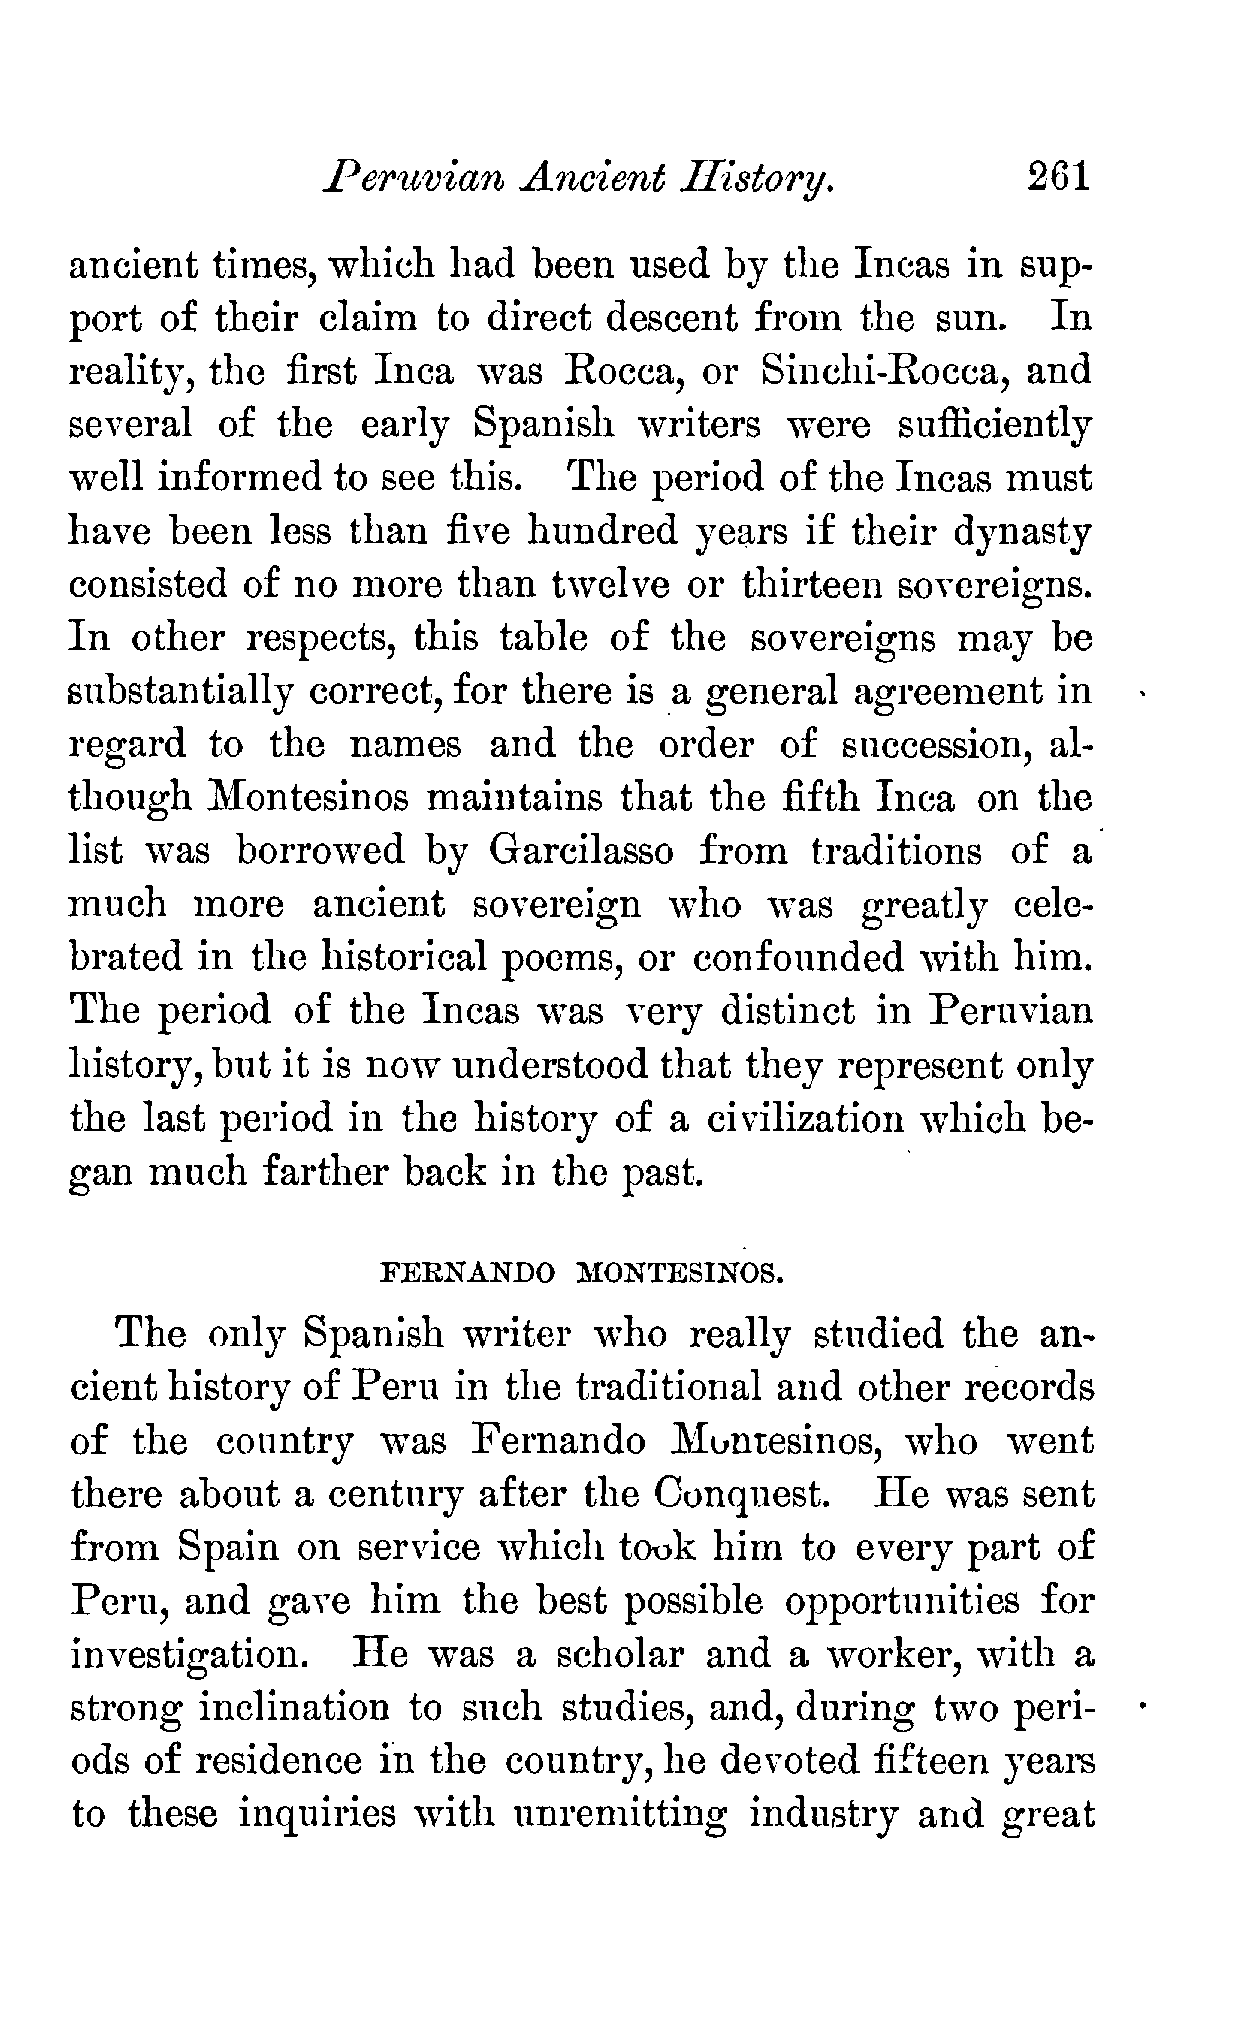 Peruvian Ancient History. 261
ancient times, which had been used by the Incas in sup-
port of their claim to direct descent from the sun. In
reality, the first Inca was Rocca, or Sinchi-Rocca, and
several of the early Spanish writers were sufficiently
well informed to see this. The period of the Incas must
have been less than five hundred years if their dynasty
consisted of no more than twelve or thirteen sovereigns.
In other respects, this table of the sovereigns may be
substantially correct, for there is a general agreement in
regard to the names and the order of succession, al-
though Montesinos maintains that the fifth Inca on the
list was borrowed by Garcilasso from traditions of a
much more ancient sovereign who was greatly cele-
brated in the historical poems, or confounded with him.
The period of the Incas was very distinct in Peruvian
history, but it is now understood that they represent only
the last period in the history of a civilization which be-
gan much farther back in the past.
FERNANDO MONTESINOS.
The only Spanish writer who really studied the an-
cient history of Peru in the traditional and other records
of the country was Fernando Montesinos, who went
there about a century after the Conquest. He was sent
from Spain on service which took him to every part of
Peru, and gave him the best possible opportunities for
investigation. He was a scholar and a worker, with a
strong inclination to such studies, and, during two peri-
ods of residence in the country, he devoted fifteen years
to these inquiries with unremitting industry and great